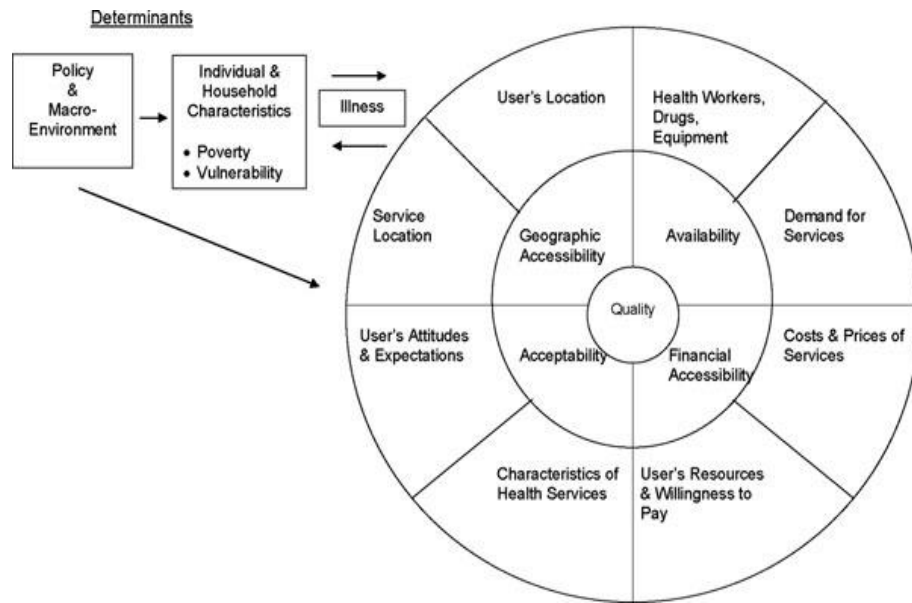 Determinants
Policy
&
Macro-
Environment
Individual &
Household
Characteristics
• Poverty
• Vulnerability
Illness
User's Location
Health Workers,
Drugs,
Equipment
Service
Location
Geographic
Accessibility
Availability
Demand for
Services
Quality
User's Attitudes
& Expectations
Acceptability
Financial
Accessibility
Costs & Prices of
Services
Characteristics of
Health Services
User's Resources
& Willingness to
Pay